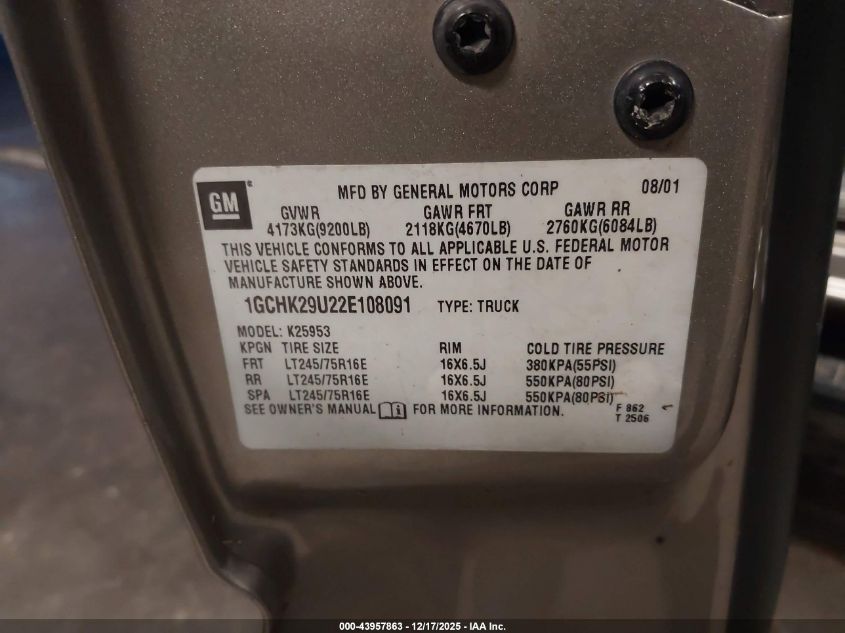 GM
MFD BY GENERAL MOTORS CORP 08/01
GVWR GAWR FRT GAWR RR
4173KG(9200LB) 2118KG(4670LB) 2760KG(6084LB)
THIS VEHICLE CONFORMS TO ALL APPLICABLE U.S. FEDERAL MOTOR
VEHICLE SAFETY STANDARDS IN EFFECT ON THE DATE OF
MANUFACTURE SHOWN ABOVE.
1GCHK29U22E108091 TYPE: TRUCK
MODEL: K25953
KPGN TIRE SIZE RIM COLD TIRE PRESSURE
FRT LT245/75R16E 16X6.5J 380KPA(55PSI)
RR LT245/75R16E 16X6.5J 550KPA(80PSI)
SPA LT245/75R16E 16X6.5J 550KPA(80PSI)
SEE OWNER'S MANUAL FOR MORE INFORMATION.
F 862
T 2506
000-43957863 - 12/17/2025 - IAA Inc.